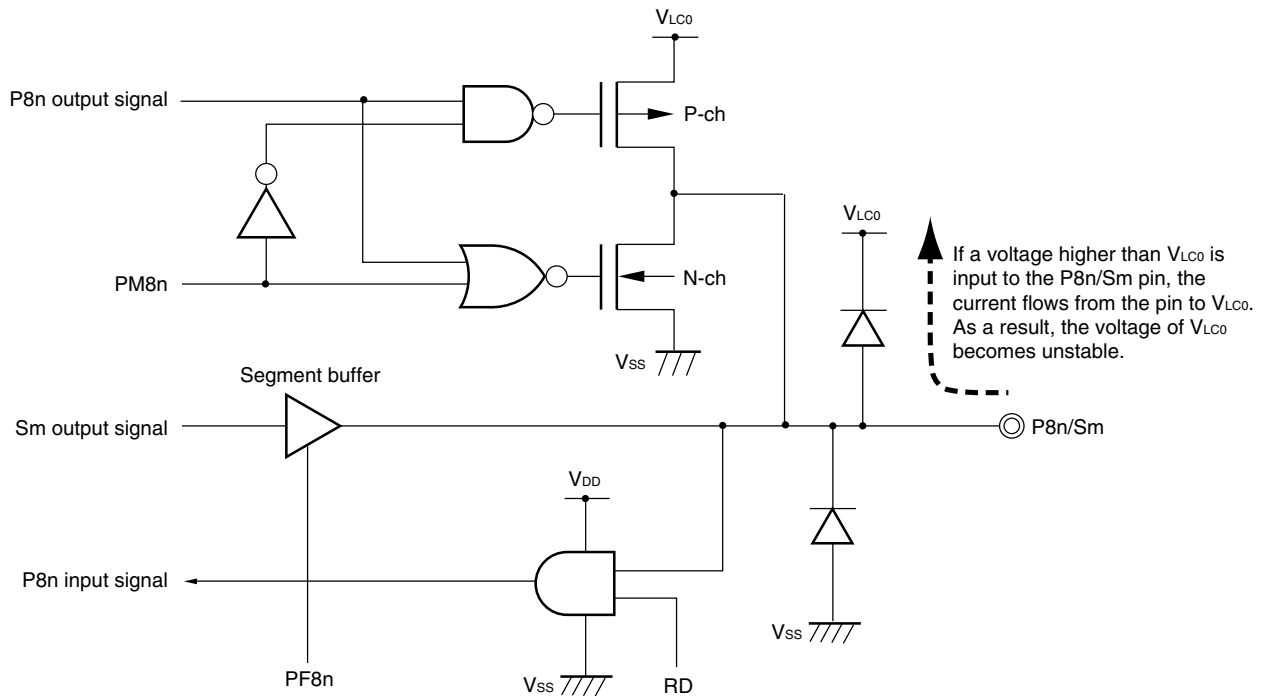 VLC0
P8n output signal
P-ch
VLC0
If a voltage higher than VLC0 is
input to the P8n/Sm pin, the
current flows from the pin to VLC0.
As a result, the voltage of VLC0
becomes unstable.
PM8n
N-ch
VSS
Segment buffer
Sm output signal
P8n/Sm
VDD
P8n input signal
VSS
PF8n
VSS
RD